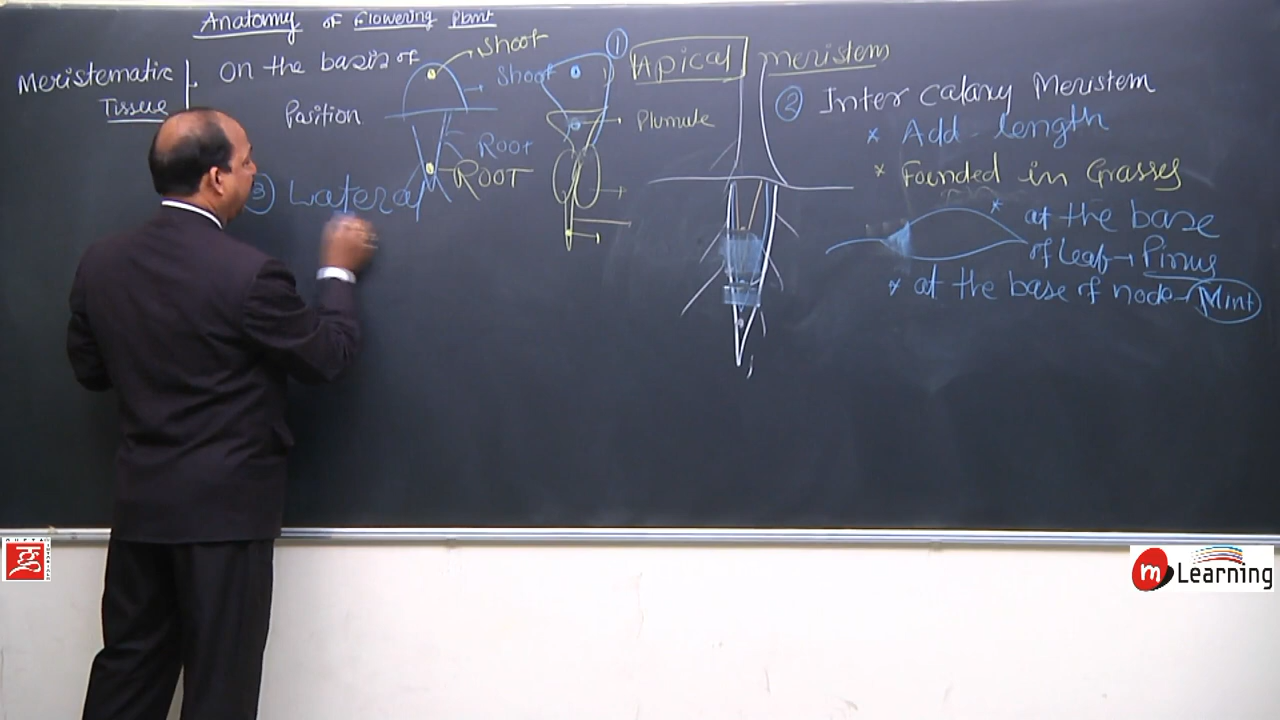 Anatomy of Flowering Plant
Meristematic
Tissue
On the basis of
Position
Shoot
Shoot
Root
ROOT
1
Plumule
Apical meristem
2 Inter calary Meristem
* Add-length
* Founded in Grasses
* at the base
of Leaf → Pinus
* at the base of node - Mint
3 Lateral
m Learning